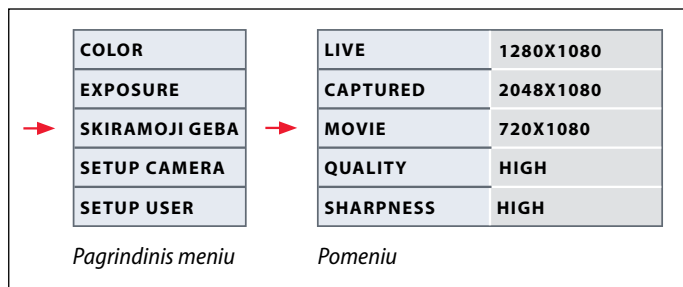 COLOR
EXPOSURE
SKIRAMOJI GEBA
SETUP CAMERA
SETUP USER
Pagrindinis meniu
LIVE 1280X1080
CAPTURED 2048X1080
MOVIE 720X1080
QUALITY HIGH
SHARPNESS HIGH
Pomeniu